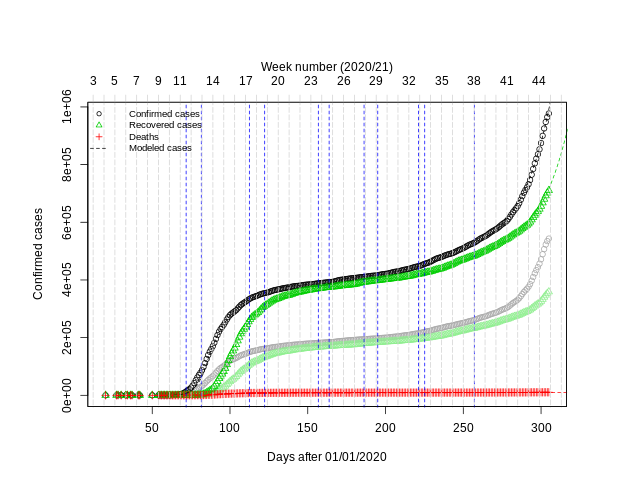 Week number (2020/21)
3 5 7 9 11 14 17 20 23 26 29 32 35 38 41 44
Confirmed cases
Recovered cases
Deaths
Modeled cases
Confirmed cases
0e+00 2e+05 4e+05 6e+05 8e+05 1e+06
50 100 150 200 250 300
Days after 01/01/2020